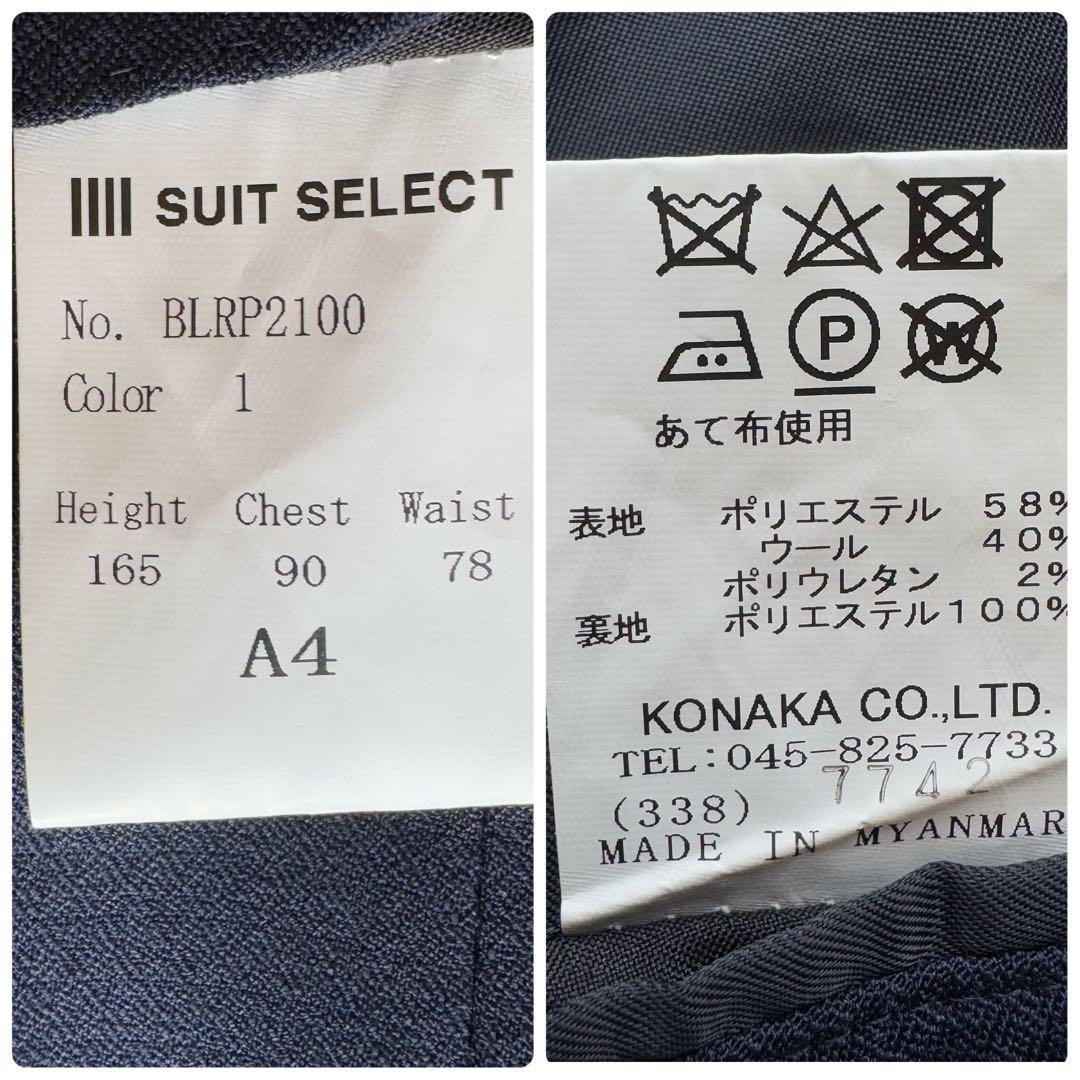 SUIT SELECT
No. BLRP2100
Color 1
Height Chest Waist
165 90 78
A4
P
W
あて布使用
表地 ポリエステル 58%
ウール 40%
ポリウレタン 2%
裏地 ポリエステル100%
KONAKA CO.,LTD.
TEL:045-825-7733
(338) 7742
MADE IN MYANMAR